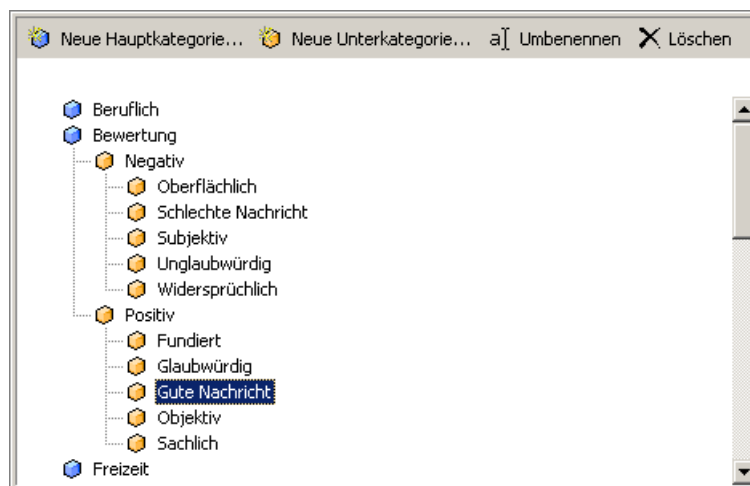 Neue Hauptkategorie... Neue Unterkategorie... Umbenennen Löschen
Beruflich
Bewertung
Negativ
Oberflächlich
Schlechte Nachricht
Subjektiv
Unglaubwürdig
Widersprüchlich
Positiv
Fundiert
Glaubwürdig
Gute Nachricht
Objektiv
Sachlich
Freizeit